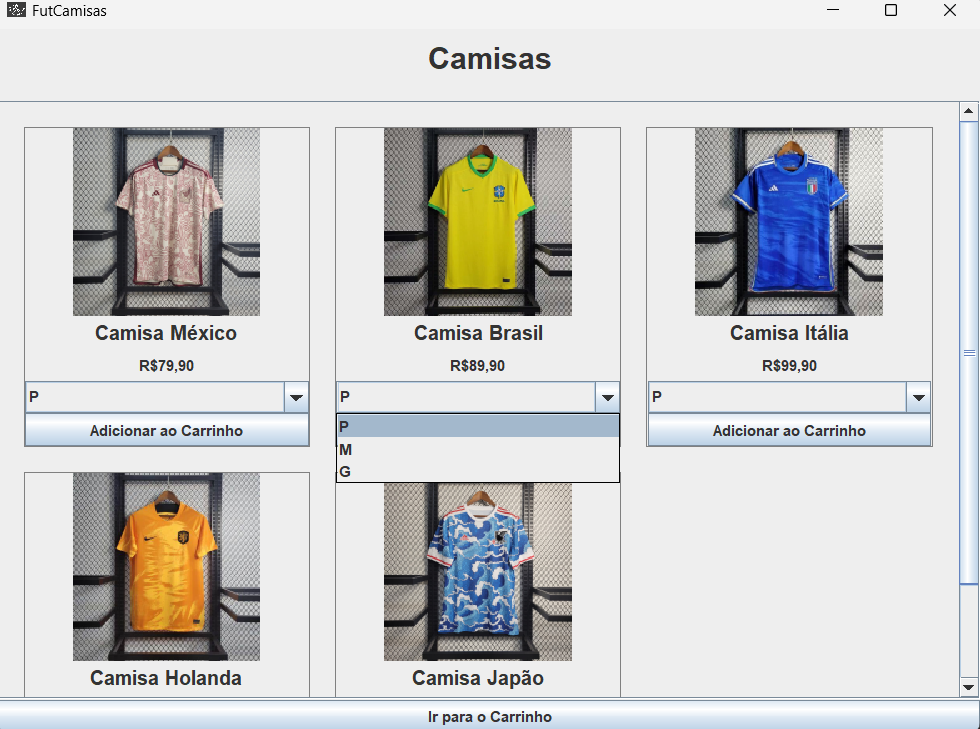 FutCamisas
Camisas
Camisa México
R$79,90
P
Adicionar ao Carrinho
Camisa Brasil
R$89,90
P
P
M
G
Camisa Itália
R$99,90
P
Adicionar ao Carrinho
Camisa Holanda
Camisa Japão
Ir para o Carrinho